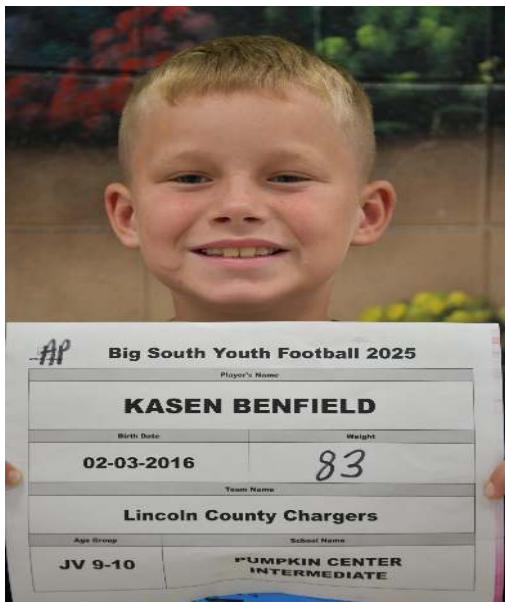 AP
Big South Youth Football 2025
Player's Name
KASEN BENFIELD
Birth Date Weight
02-03-2016 83
Team Name
Lincoln County Chargers
Age Group School Name
JV 9-10 PUMPKIN CENTER
INTERMEDIATE